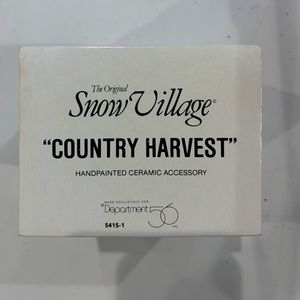 The Original
Snow Village®
"COUNTRY HARVEST"
HANDPAINTED CERAMIC ACCESSORY
MADE EXCLUSIVELY FOR
Department 56
5415-1